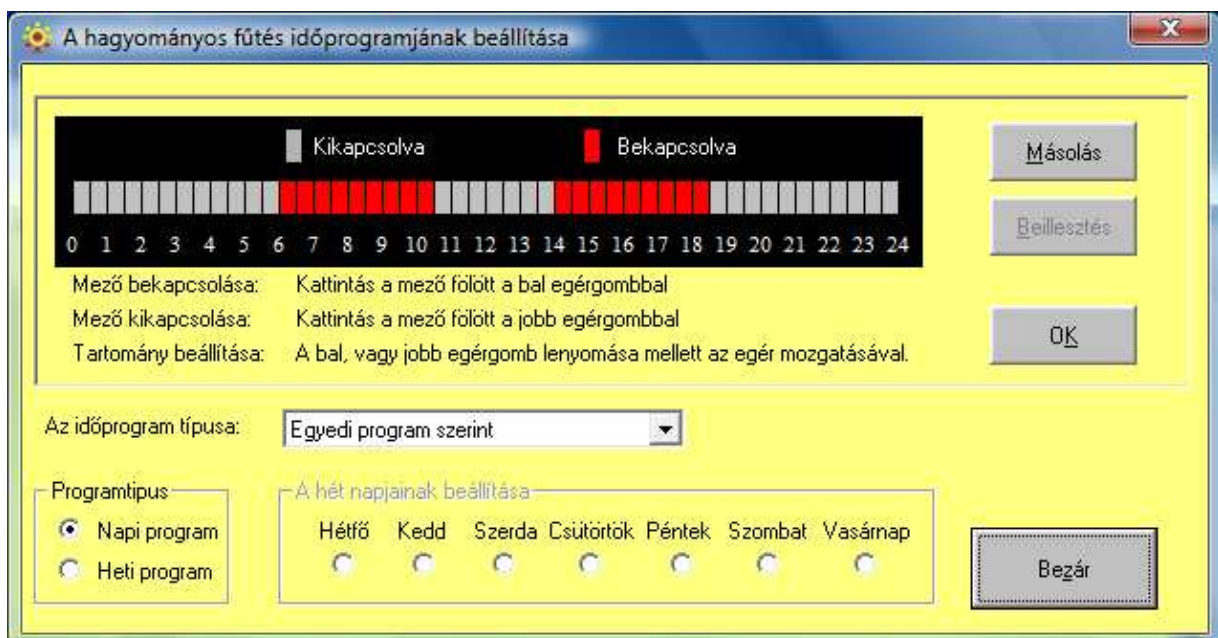 A hagyományos fűtés időprogramjának beállítása
X
Kikapcsolva Bekapcsolva
0 1 2 3 4 5 6 7 8 9 10 11 12 13 14 15 16 17 18 19 20 21 22 23 24
Másolás
Beillesztés
Mező bekapcsolása: Kattintás a mező fölött a bal egérgombbal
Mező kikapcsolása: Kattintás a mező fölött a jobb egérgombbal
Tartomány beállítása: A bal, vagy jobb egérgomb lenyomása mellett az egér mozgatásával.
OK
Az időprogram típusa: Egyedi program szerint
Programtipus
Napi program
Heti program
A hét napjainak beállítása
Hétfő Kedd Szerda Csütörtök Péntek Szombat Vasárnap
Bezár